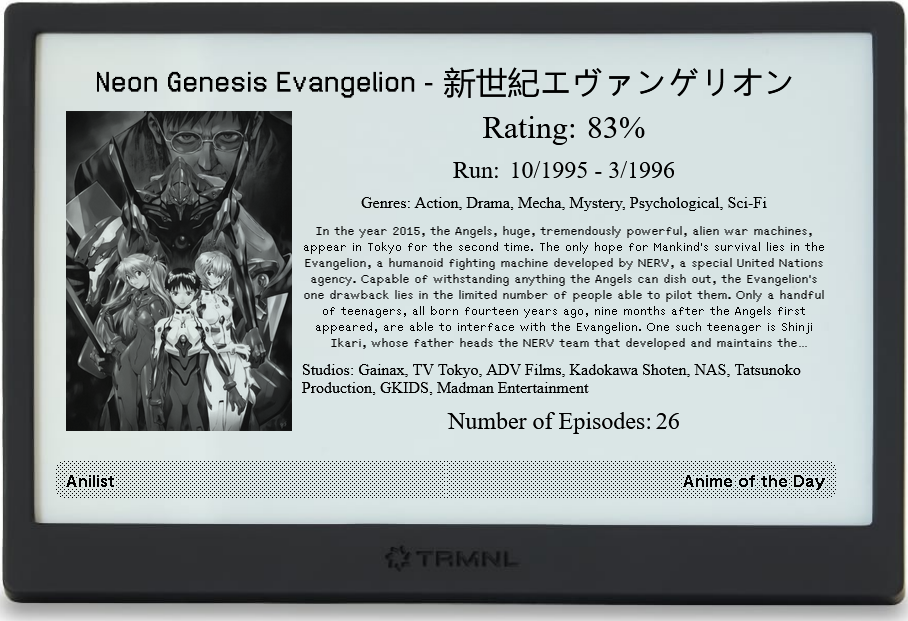 Neon Genesis Evangelion - 新世紀エヴァンゲリオン
Rating: 83%
Run: 10/1995 - 3/1996
Genres: Action, Drama, Mecha, Mystery, Psychological, Sci-Fi
In the year 2015, the Angels, huge, tremendously powerful, alien war machines,
appear in Tokyo for the second time. The only hope for Mankind's survival lies in the
Evangelion, a humanoid fighting machine developed by NERV, a special United Nations
agency. Capable of withstanding anything the Angels can dish out, the Evangelion's
one drawback lies in the limited number of people able to pilot them. Only a handful
of teenagers, all born fourteen years ago, nine months after the Angels first
appeared, are able to interface with the Evangelion. One such teenager is Shinji
Ikari, whose father heads the NERV team that developed and maintains the...
Studios: Gainax, TV Tokyo, ADV Films, Kadokawa Shoten, NAS, Tatsunoko
Production, GKIDS, Madman Entertainment
Number of Episodes: 26
Anilist
Anime of the Day
TRMNL